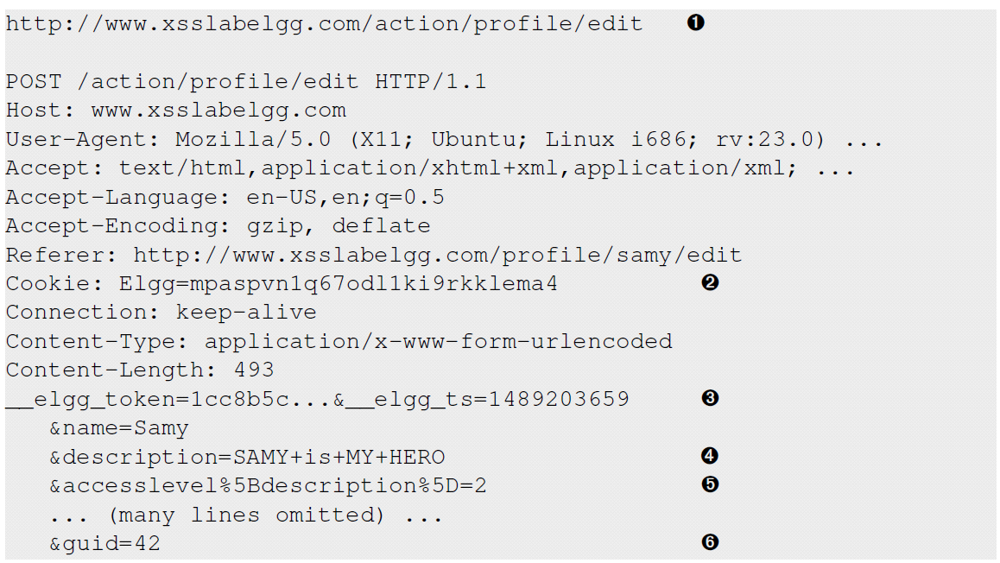 http://www.xsslabelgg.com/action/profile/edit ❶
POST /action/profile/edit HTTP/1.1
Host: www.xsslabelgg.com
User-Agent: Mozilla/5.0 (X11; Ubuntu; Linux i686; rv:23.0) ...
Accept: text/html,application/xhtml+xml,application/xml; ...
Accept-Language: en-US,en;q=0.5
Accept-Encoding: gzip, deflate
Referer: http://www.xsslabelgg.com/profile/samy/edit
Cookie: Elgg=mpaspvn1q67odl1ki9rkklema4 ❷
Connection: keep-alive
Content-Type: application/x-www-form-urlencoded
Content-Length: 493
__elgg_token=1cc8b5c...&__elgg_ts=1489203659 ❸
&name=Samy
&description=SAMY+is+MY+HERO ❹
&accesslevel%5Bdescription%5D=2 ❺
... (many lines omitted) ...
&guid=42 ❻